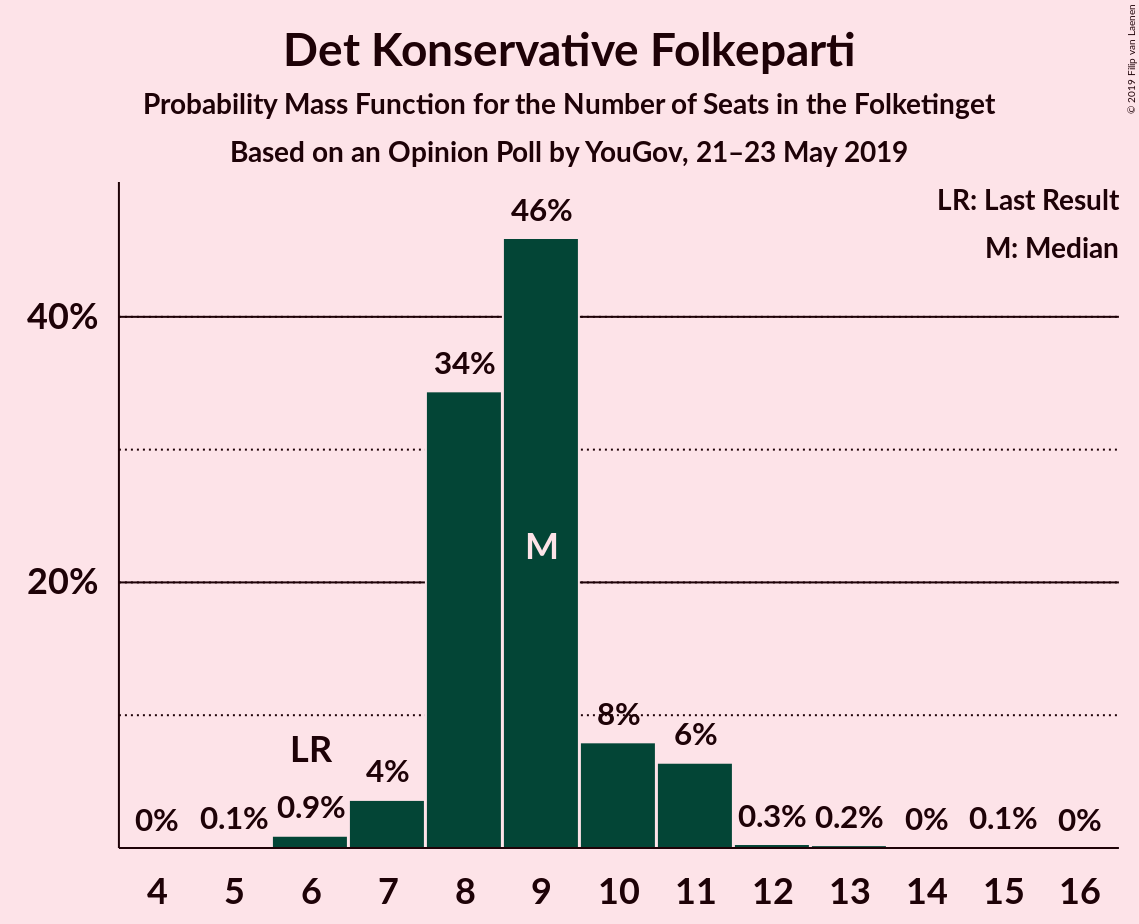 Det Konservative Folkeparti
Probability Mass Function for the Number of Seats in the Folketinget
Based on an Opinion Poll by YouGov, 21–23 May 2019
© 2019 Filip van Laenen
LR: Last Result
M: Median
40%
20%
0%
0.1%
LR
0.9%
4%
34%
46%
M
8%
6%
0.3%
0.2%
0%
0.1%
0%
4 5 6 7 8 9 10 11 12 13 14 15 16